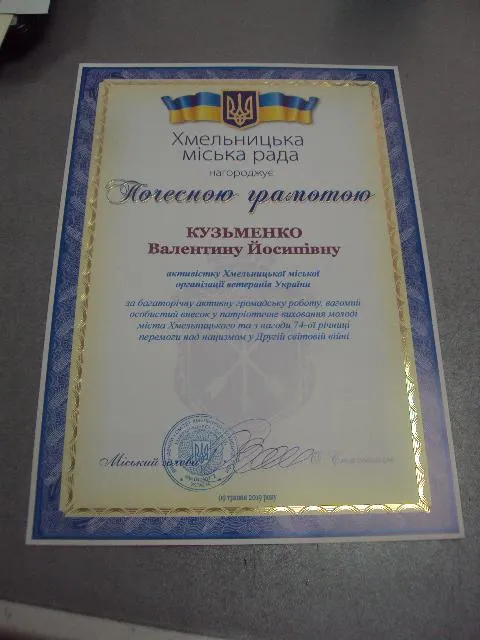 Хмельницька
міська рада
нагороджує
Почесною грамотою
КУЗЬМЕНКО
Валентину Йосипівну
активістку Хмельницької міської
організації ветеранів України
за багаторічну активну громадську роботу, вагомий
особистий внесок у патріотичне виховання молоді
міста Хмельницького та з нагоди 74-ої річниці
перемоги над нацизмом у Другій світовій війні
Міський голова
09 травня 2019 року